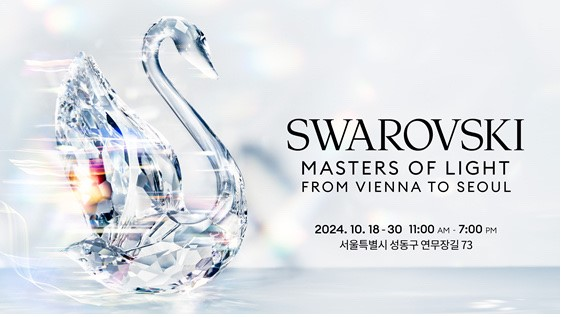 SWAROVSKI
MASTERS OF LIGHT
FROM VIENNA TO SEOUL
2024. 10. 18 - 30 11:00 AM - 7:00 PM
서울특별시 성동구 연무장길 73